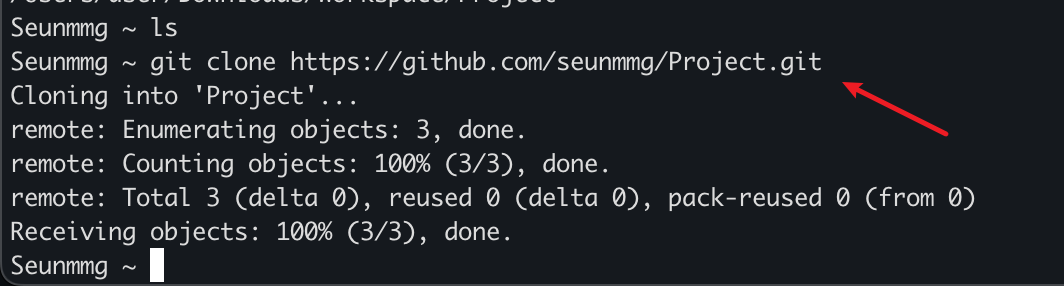 Seunmmg ~ ls
Seunmmg ~ git clone https://github.com/seunmmg/Project.git
Cloning into 'Project'...
remote: Enumerating objects: 3, done.
remote: Counting objects: 100% (3/3), done.
remote: Total 3 (delta 0), reused 0 (delta 0), pack-reused 0 (from 0)
Receiving objects: 100% (3/3), done.
Seunmmg ~